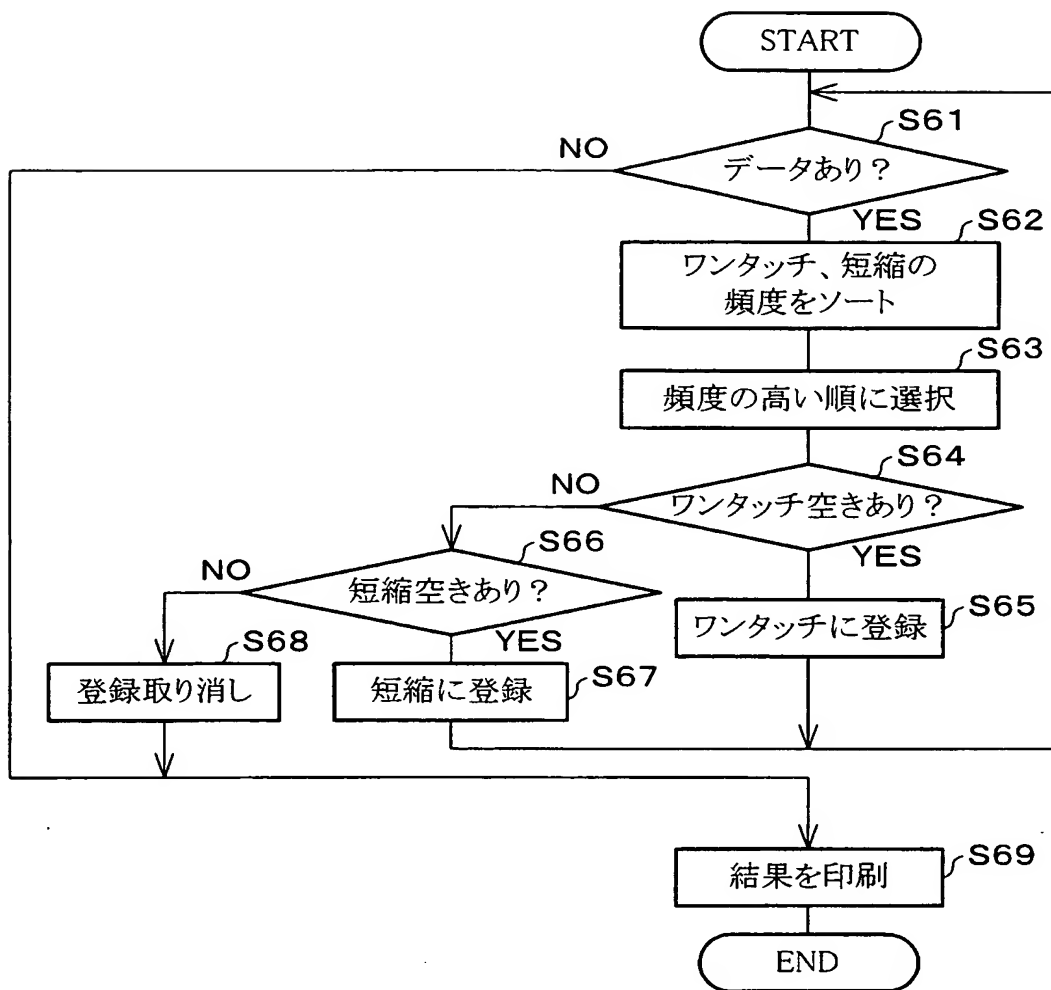 START
S61
NO
データあり?
YES
S62
ワンタッチ、短縮の
頻度をソート
S63
頻度の高い順に選択
S64
NO
ワンタッチ空きあり?
YES
S66
NO
短縮空きあり?
YES
S65
ワンタッチに登録
S68
登録取り消し
S67
短縮に登録
S69
結果を印刷
END